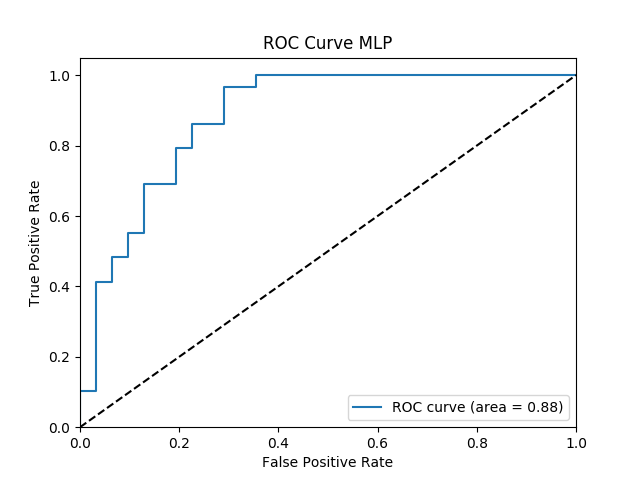 ROC Curve MLP
True Positive Rate
1.0
0.8
0.6
0.4
0.2
0.0
ROC curve (area = 0.88)
0.0 0.2 0.4 0.6 0.8 1.0
False Positive Rate